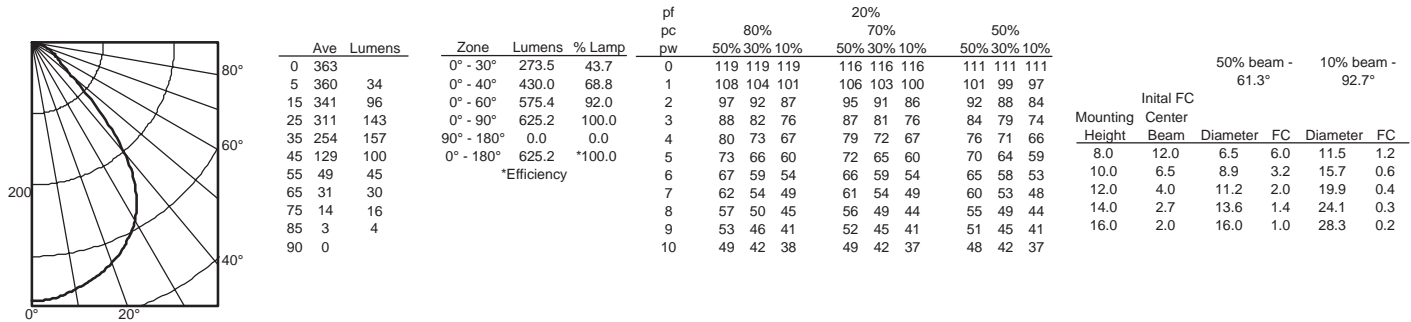 80°
60°
200
40°
0° 20°
Ave Lumens
0 363
5 360 34
15 341 96
25 311 143
35 254 157
45 129 100
55 49 45
65 31 30
75 14 16
85 3 4
90 0
Zone Lumens % Lamp
0° - 30° 273.5 43.7
0° - 40° 430.0 68.8
0° - 60° 575.4 92.0
0° - 90° 625.2 100.0
90° - 180° 0.0 0.0
0° - 180° 625.2 *100.0
*Efficiency
pf 20%
pc 80% 70% 50%
pw 50% 30% 10% 50% 30% 10% 50% 30% 10%
0 119 119 119 116 116 116 111 111 111
1 108 104 101 106 103 100 101 99 97
2 97 92 87 95 91 86 92 88 84
3 88 82 76 87 81 76 84 79 74
4 80 73 67 79 72 67 76 71 66
5 73 66 60 72 65 60 70 64 59
6 67 59 54 66 59 54 65 58 53
7 62 54 49 61 54 49 60 53 48
8 57 50 45 56 49 44 55 49 44
9 53 46 41 52 45 41 51 45 41
10 49 42 38 49 42 37 48 42 37
50% beam - 10% beam -
61.3° 92.7°
Inital FC
Mounting Center
Height Beam Diameter FC Diameter FC
8.0 12.0 6.5 6.0 11.5 1.2
10.0 6.5 8.9 3.2 15.7 0.6
12.0 4.0 11.2 2.0 19.9 0.4
14.0 2.7 13.6 1.4 24.1 0.3
16.0 2.0 16.0 1.0 28.3 0.2